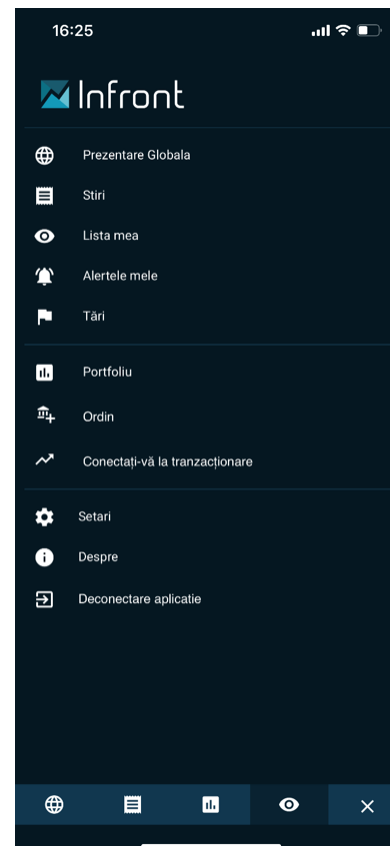 16:25
Infront
Prezentare Globala
Stiri
Lista mea
Alertele mele
Tări
Portfoliu
Ordin
Conectați-vă la tranzacționare
Setari
Despre
Deconectare aplicatie